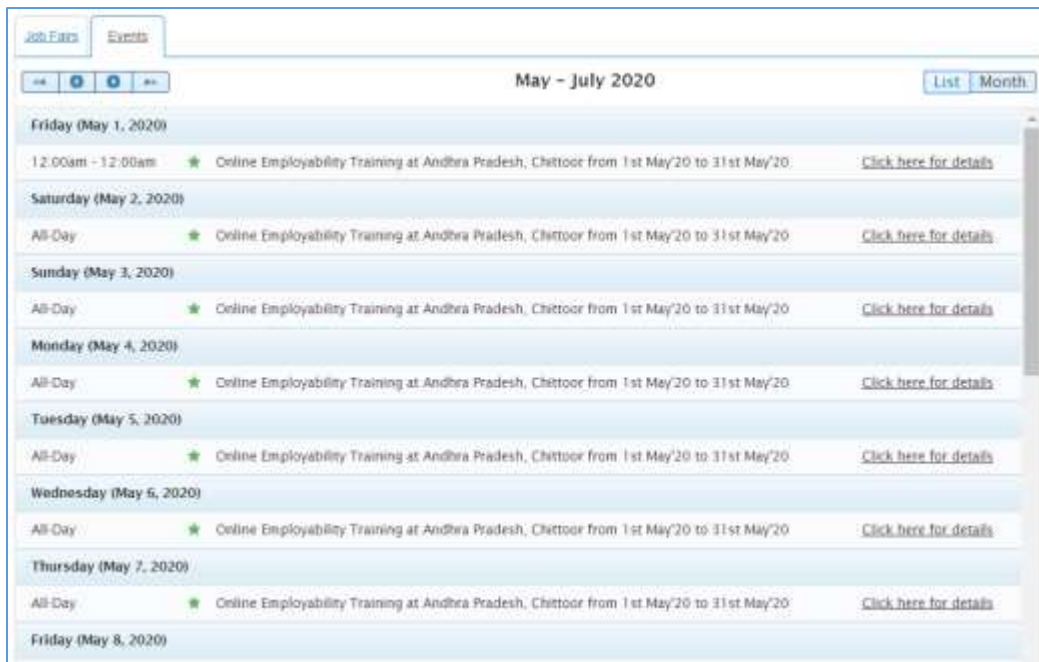 Job Fairs Events
May - July 2020 List Month
Friday (May 1, 2020)
12:00am - 12:00am Online Employability Training at Andhra Pradesh, Chittoor from 1st May'20 to 31st May'20 Click here for details
Saturday (May 2, 2020)
All-Day Online Employability Training at Andhra Pradesh, Chittoor from 1st May'20 to 31st May'20 Click here for details
Sunday (May 3, 2020)
All-Day Online Employability Training at Andhra Pradesh, Chittoor from 1st May'20 to 31st May'20 Click here for details
Monday (May 4, 2020)
All-Day Online Employability Training at Andhra Pradesh, Chittoor from 1st May'20 to 31st May'20 Click here for details
Tuesday (May 5, 2020)
All-Day Online Employability Training at Andhra Pradesh, Chittoor from 1st May'20 to 31st May'20 Click here for details
Wednesday (May 6, 2020)
All-Day Online Employability Training at Andhra Pradesh, Chittoor from 1st May'20 to 31st May'20 Click here for details
Thursday (May 7, 2020)
All-Day Online Employability Training at Andhra Pradesh, Chittoor from 1st May'20 to 31st May'20 Click here for details
Friday (May 8, 2020)